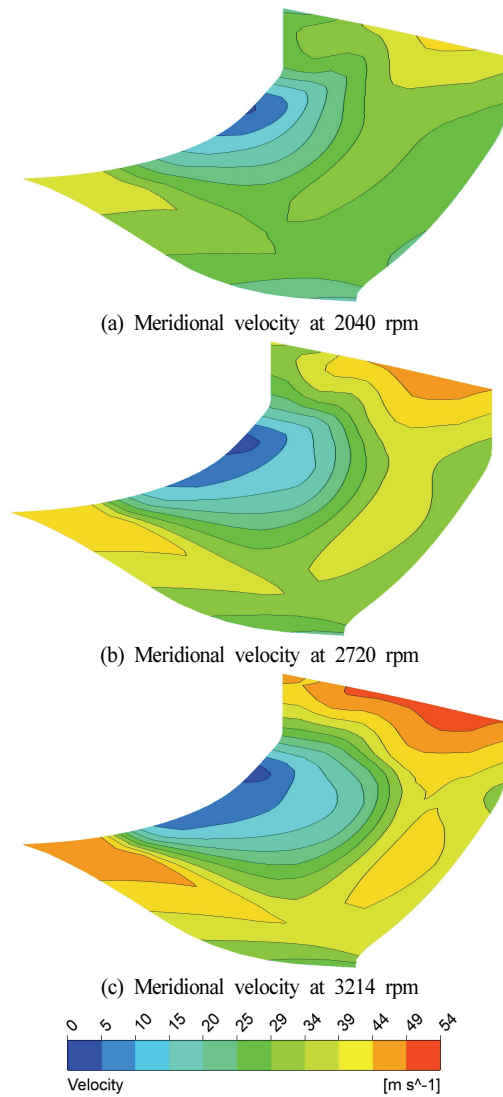 (a) Meridional velocity at 2040 rpm
(b) Meridional velocity at 2720 rpm
(c) Meridional velocity at 3214 rpm
0 5 10 15 20 25 29 34 39 44 49 54
Velocity [m s^-1]